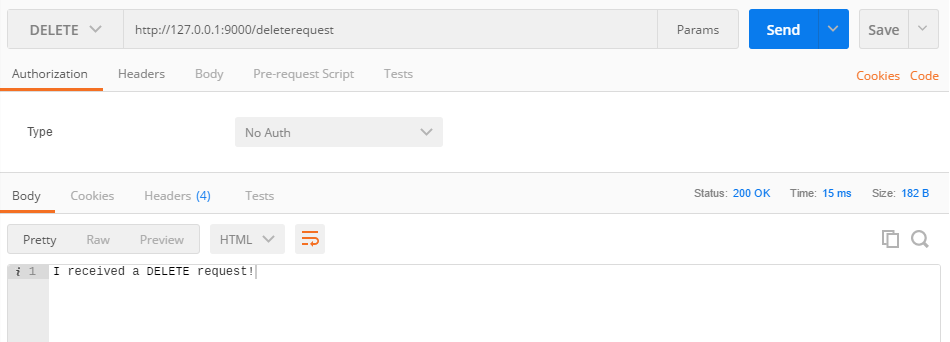 DELETE http://127.0.0.1:9000/deleterequest Params Send Save
Authorization Headers Body Pre-request Script Tests Cookies Code
Type No Auth
Body Cookies Headers (4) Tests Status: 200 OK Time: 15 ms Size: 182 B
Pretty Raw Preview HTML
i 1 I received a DELETE request!